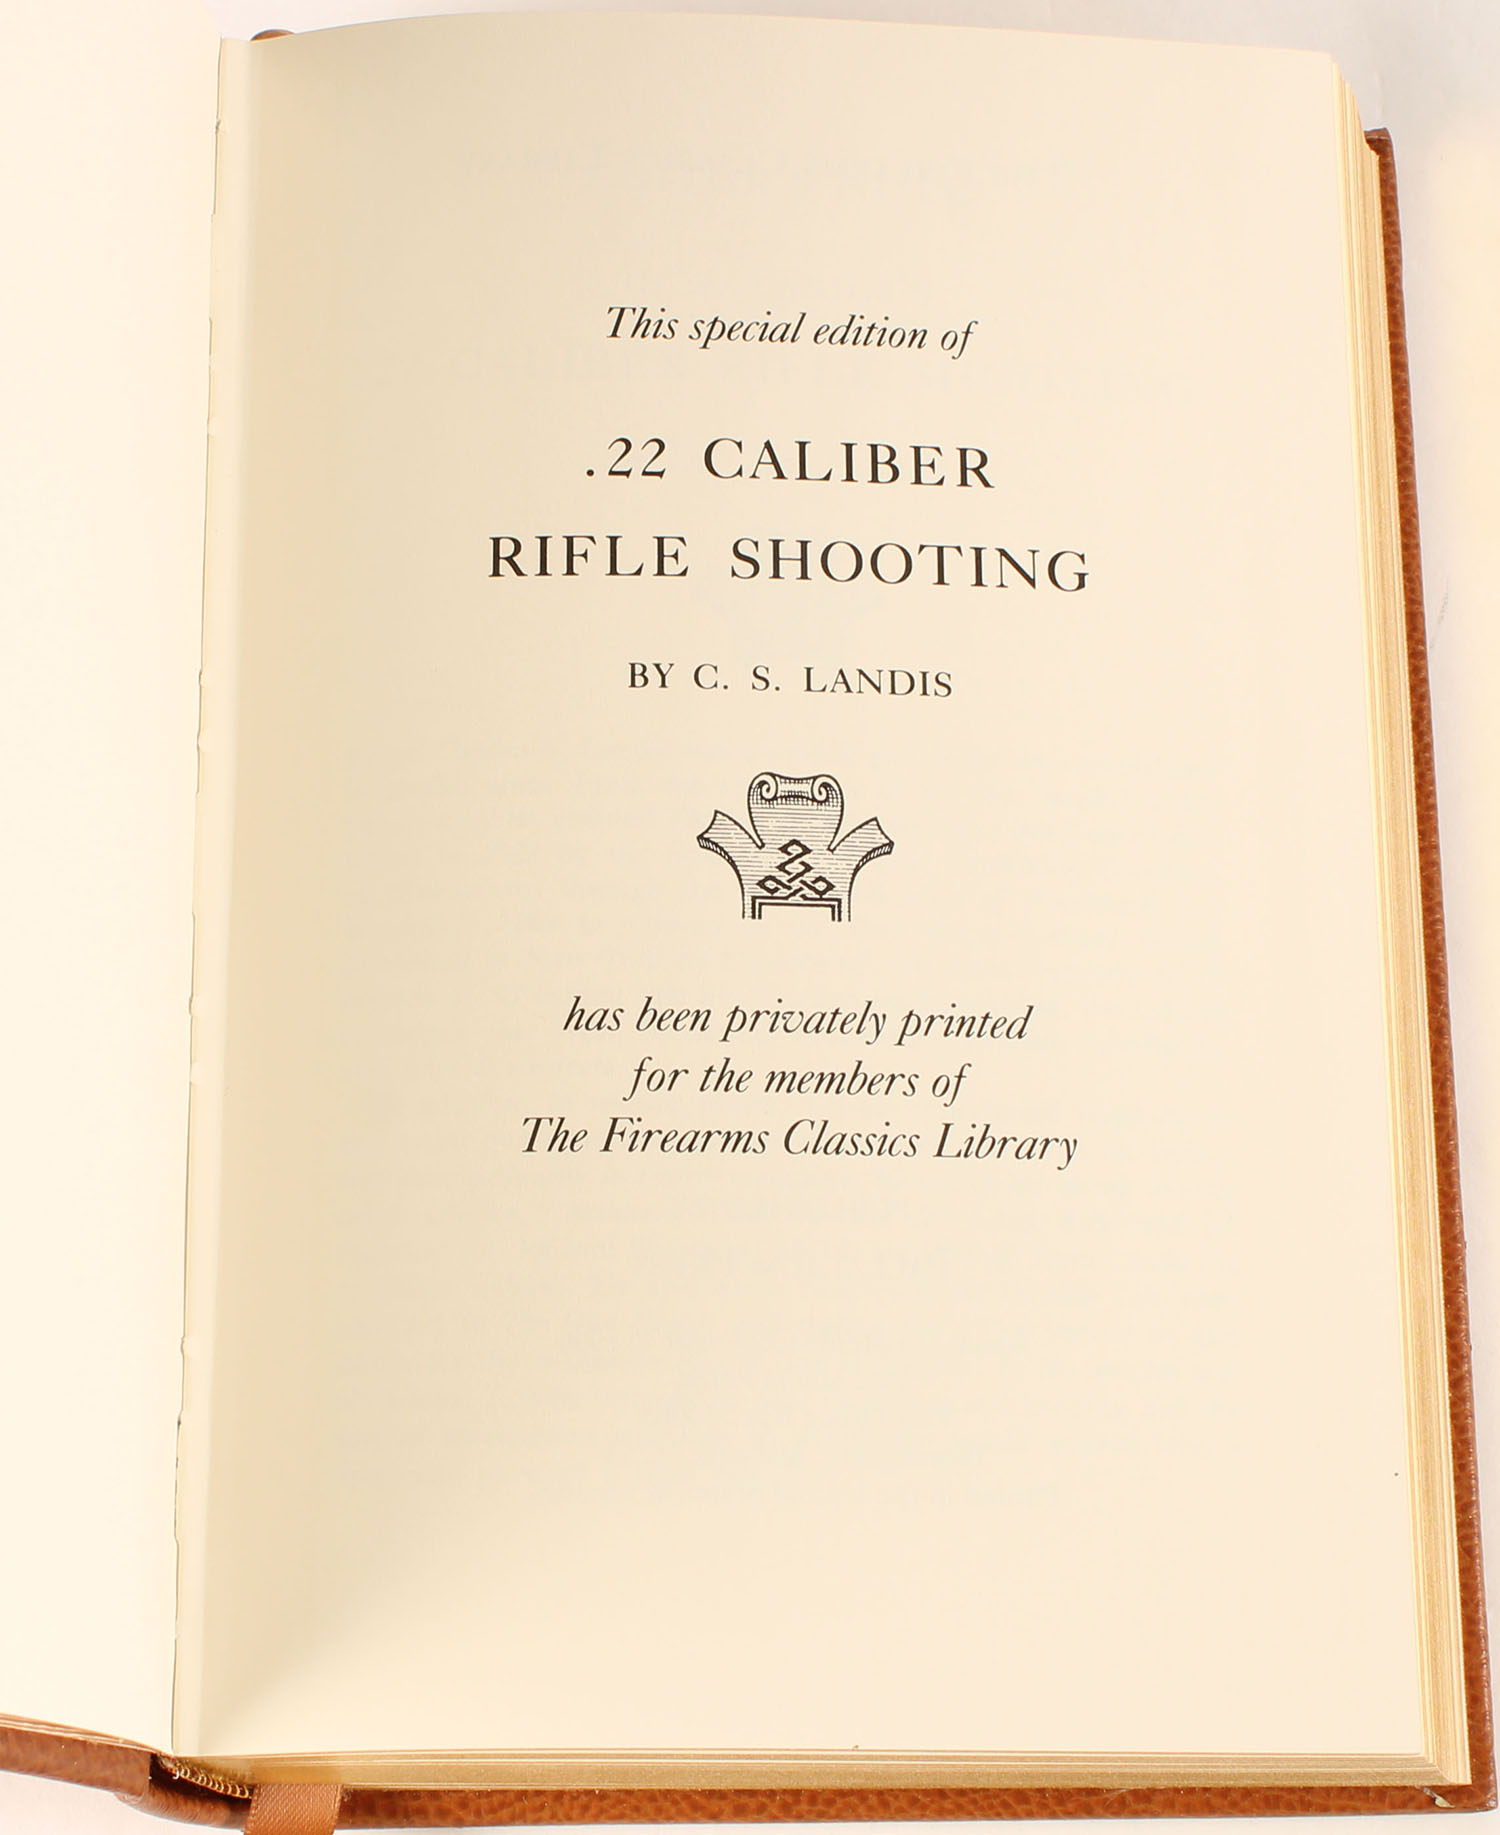 This special edition of
.22 CALIBER
RIFLE SHOOTING
BY C. S. LANDIS
has been privately printed
for the members of
The Firearms Classics Library